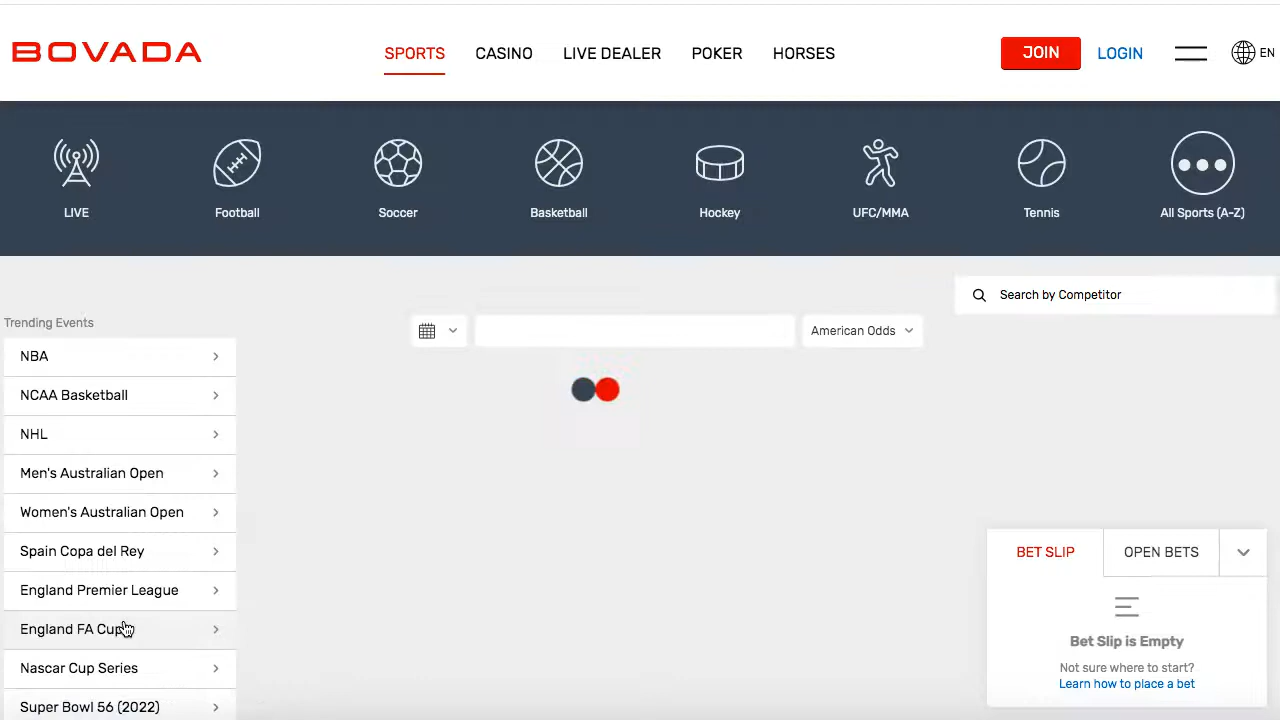 BOVADA
SPORTS CASINO LIVE DEALER POKER HORSES
JOIN LOGIN EN
LIVE Football Soccer Basketball Hockey UFC/MMA Tennis All Sports (A-Z)
Search by Competitor
Trending Events
American Odds
NBA
NCAA Basketball
NHL
Men's Australian Open
Women's Australian Open
Spain Copa del Rey
England Premier League
England FA Cup
Nascar Cup Series
Super Bowl 56 (2022)
BET SLIP OPEN BETS
Bet Slip is Empty
Not sure where to start?
Learn how to place a bet